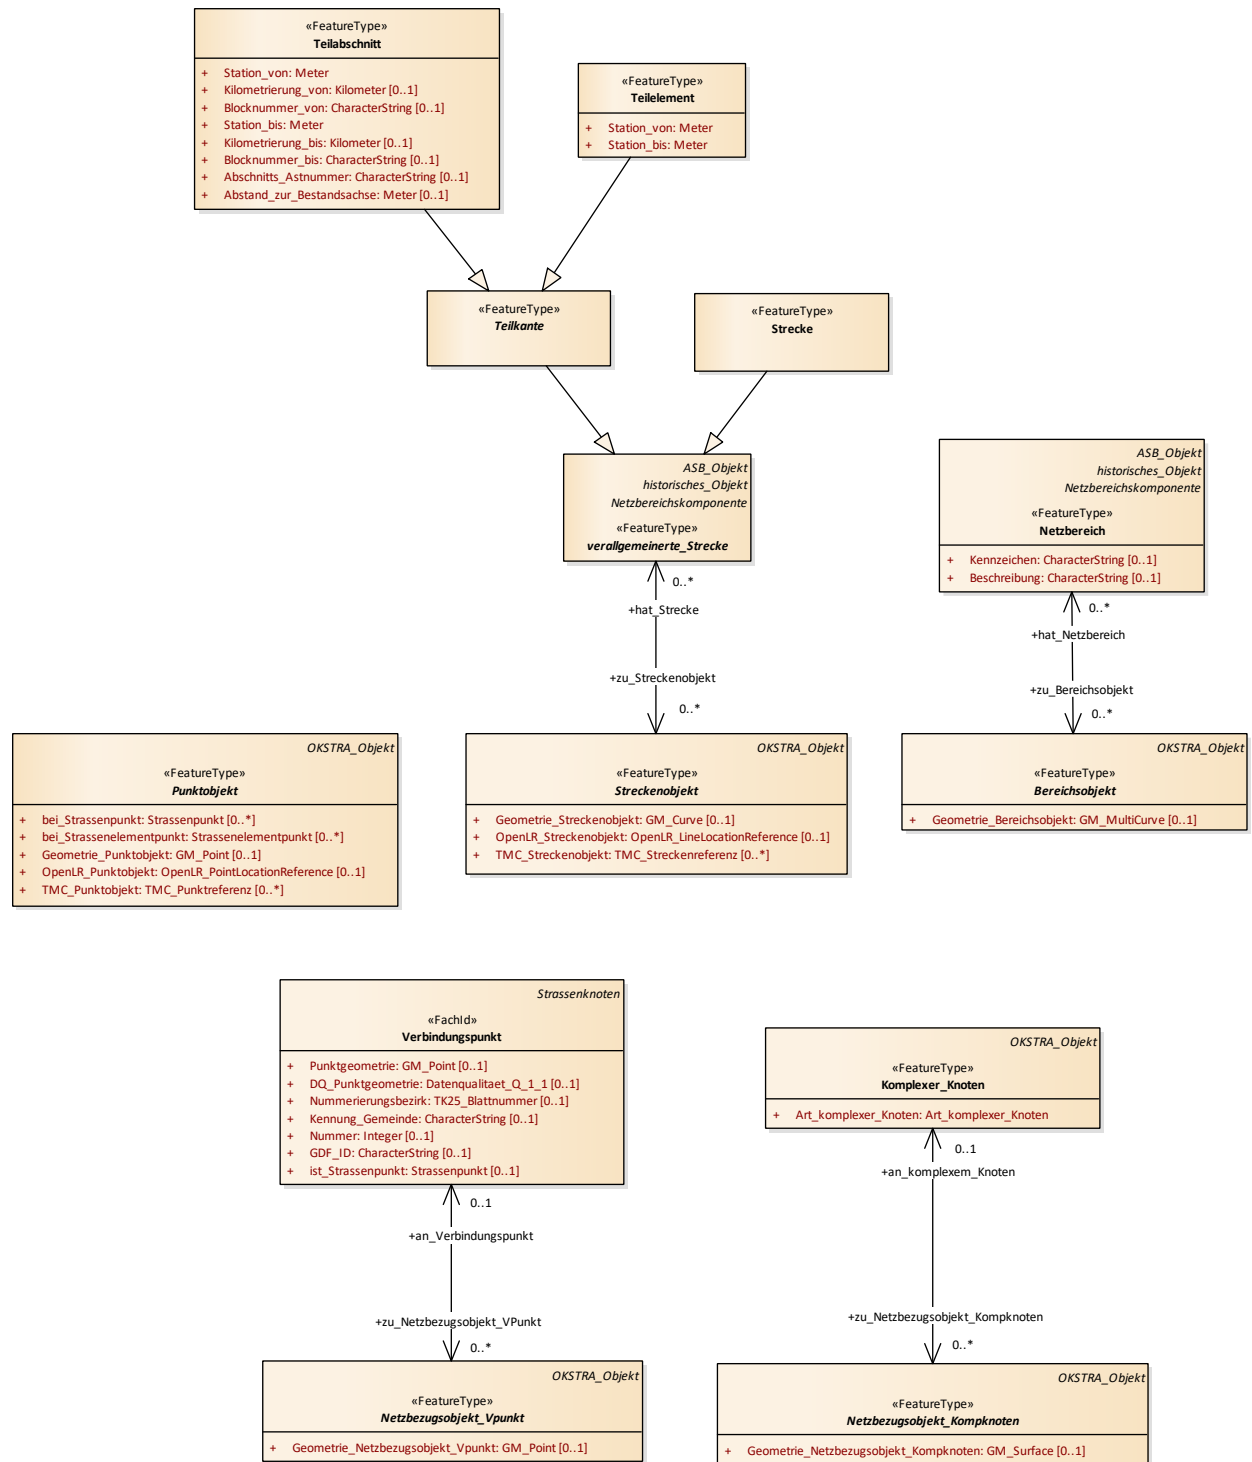 «FeatureType»
Teilabschnitt
+ Station_von: Meter
+ Kilometrierung_von: Kilometer [0..1]
+ Blocknummer_von: CharacterString [0..1]
+ Station_bis: Meter
+ Kilometrierung_bis: Kilometer [0..1]
+ Blocknummer_bis: CharacterString [0..1]
+ Abschnitts_Astnummer: CharacterString [0..1]
+ Abstand_zur_Bestandsachse: Meter [0..1]
«FeatureType»
Teilelement
+ Station_von: Meter
+ Station_bis: Meter
«FeatureType»
Teilkante
«FeatureType»
Strecke
ASB_Objekt
historisches_Objekt
Netzbereichskomponente
«FeatureType»
verallgemeinerte_Strecke
ASB_Objekt
historisches_Objekt
Netzbereichskomponente
«FeatureType»
Netzbereich
+ Kennzeichen: CharacterString [0..1]
+ Beschreibung: CharacterString [0..1]
0..*
+hat_Strecke
+zu_Streckenobjekt
0..*
0..*
+hat_Netzbereich
+zu_Bereichsobjekt
0..*
OKSTRA_Objekt
«FeatureType»
Punktobjekt
+ bei_Strassenpunkt: Strassenpunkt [0..*]
+ bei_Strassenelementpunkt: Strassenelementpunkt [0..*]
+ Geometrie_Punktobjekt: GM_Point [0..1]
+ OpenLR_Punktobjekt: OpenLR_PointLocationReference [0..1]
+ TMC_Punktobjekt: TMC_Punktreferenz [0..*]
OKSTRA_Objekt
«FeatureType»
Streckenobjekt
+ Geometrie_Streckenobjekt: GM_Curve [0..1]
+ OpenLR_Streckenobjekt: OpenLR_LineLocationReference [0..1]
+ TMC_Streckenobjekt: TMC_Streckenreferenz [0..*]
OKSTRA_Objekt
«FeatureType»
Bereichsobjekt
+ Geometrie_Bereichsobjekt: GM_MultiCurve [0..1]
Strassenknoten
«FachId»
Verbindungspunkt
+ Punktgeometrie: GM_Point [0..1]
+ DQ_Punktgeometrie: Datenqualitaet_Q_1_1 [0..1]
+ Nummerierungsbezirk: TK25_Blattnummer [0..1]
+ Kennung_Gemeinde: CharacterString [0..1]
+ Nummer: Integer [0..1]
+ GDF_ID: CharacterString [0..1]
+ ist_Strassenpunkt: Strassenpunkt [0..1]
OKSTRA_Objekt
«FeatureType»
Komplexer_Knoten
+ Art_komplexer_Knoten: Art_komplexer_Knoten
0..1
+an_Verbindungspunkt
+zu_Netzbezugsobjekt_VPunkt
0..*
0..1
+an_komplexem_Knoten
+zu_Netzbezugsobjekt_Kompknoten
0..*
OKSTRA_Objekt
«FeatureType»
Netzbezugsobjekt_Vpunkt
+ Geometrie_Netzbezugsobjekt_Vpunkt: GM_Point [0..1]
OKSTRA_Objekt
«FeatureType»
Netzbezugsobjekt_Kompknoten
+ Geometrie_Netzbezugsobjekt_Kompknoten: GM_Surface [0..1]